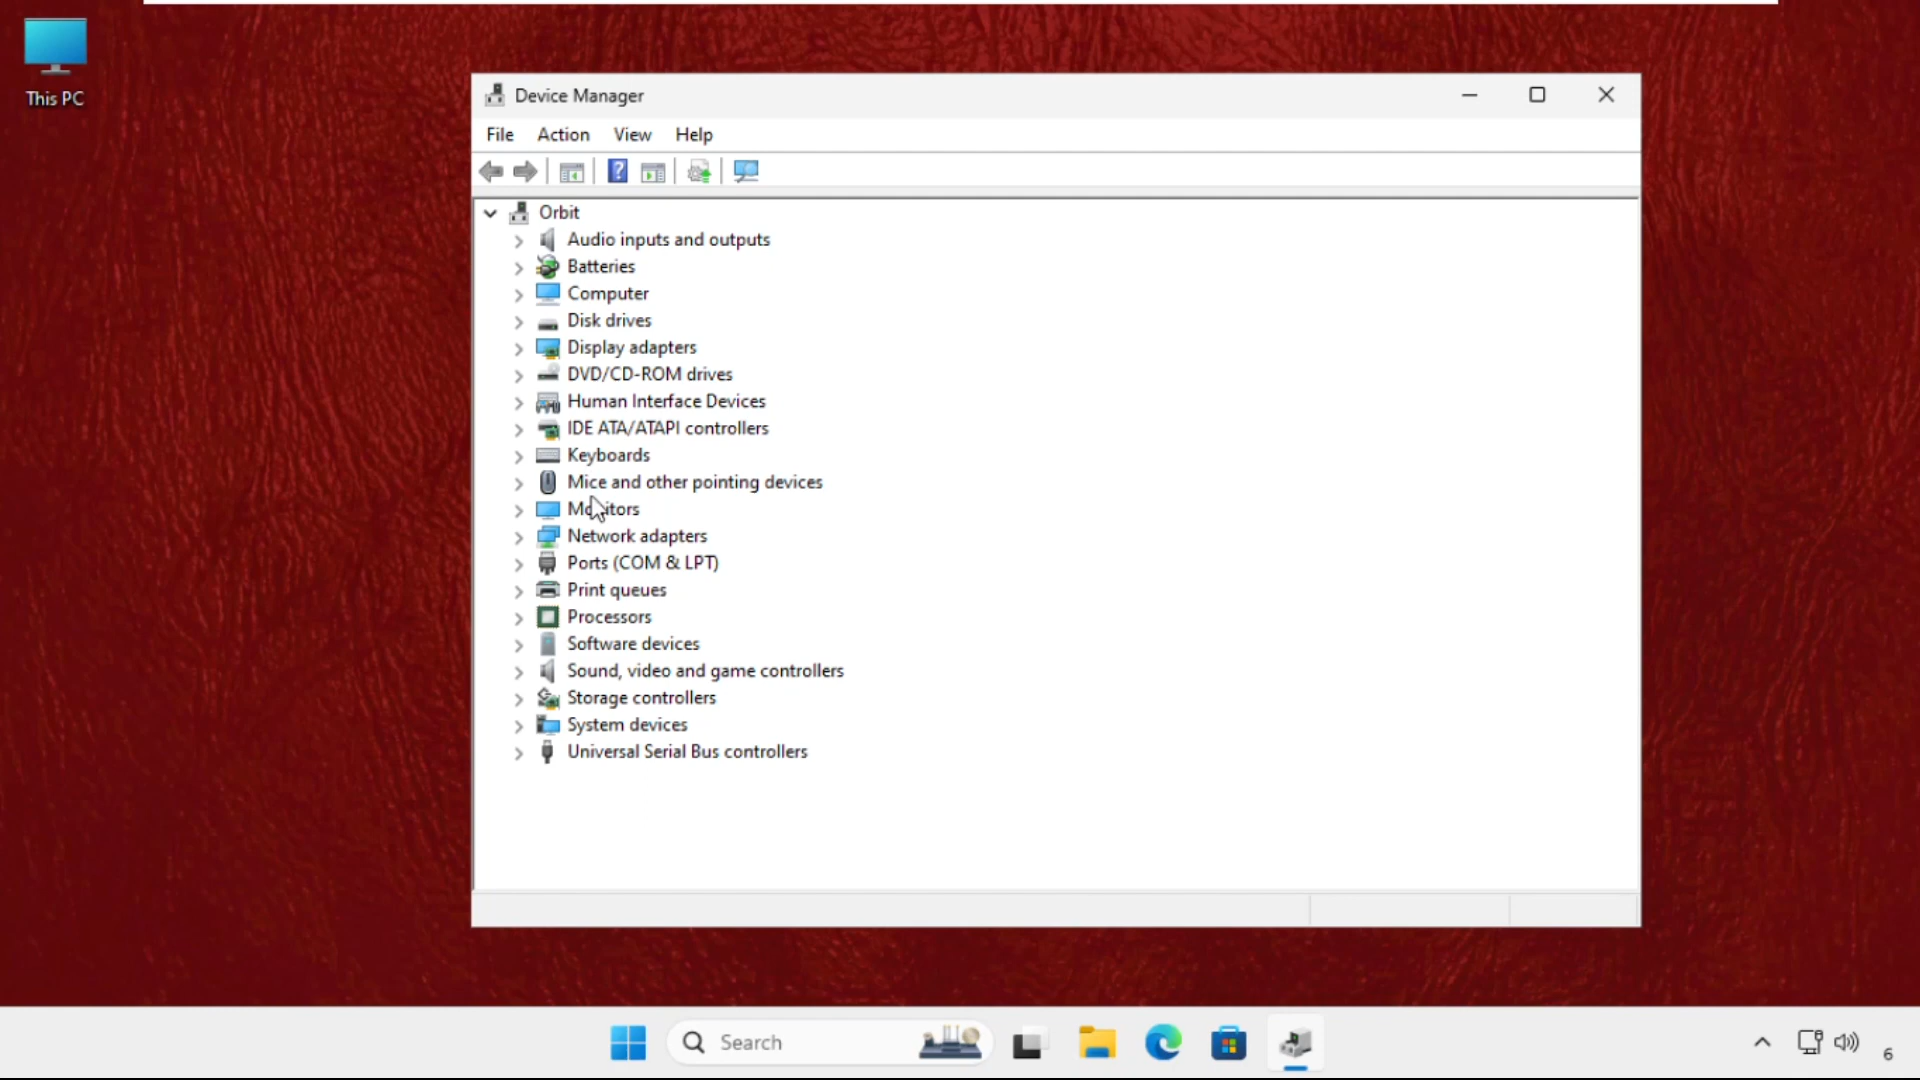 This PC
Device Manager
File Action View Help
Orbit
Audio inputs and outputs
Batteries
Computer
Disk drives
Display adapters
DVD/CD-ROM drives
Human Interface Devices
IDE ATA/ATAPI controllers
Keyboards
Mice and other pointing devices
Monitors
Network adapters
Ports (COM & LPT)
Print queues
Processors
Software devices
Sound, video and game controllers
Storage controllers
System devices
Universal Serial Bus controllers
Search
6